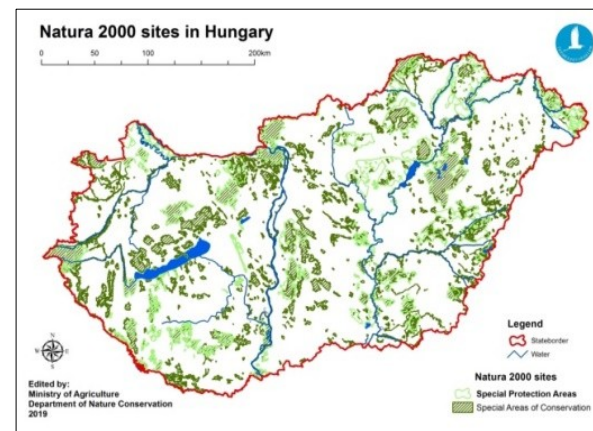 Natura 2000 sites in Hungary
0 50 100 200km
N
W E
S
Legend
Stateborder
Water
Natura 2000 sites
Special Protection Areas
Special Areas of Conservation
Edited by:
Ministry of Agriculture
Department of Nature Conservation
2019